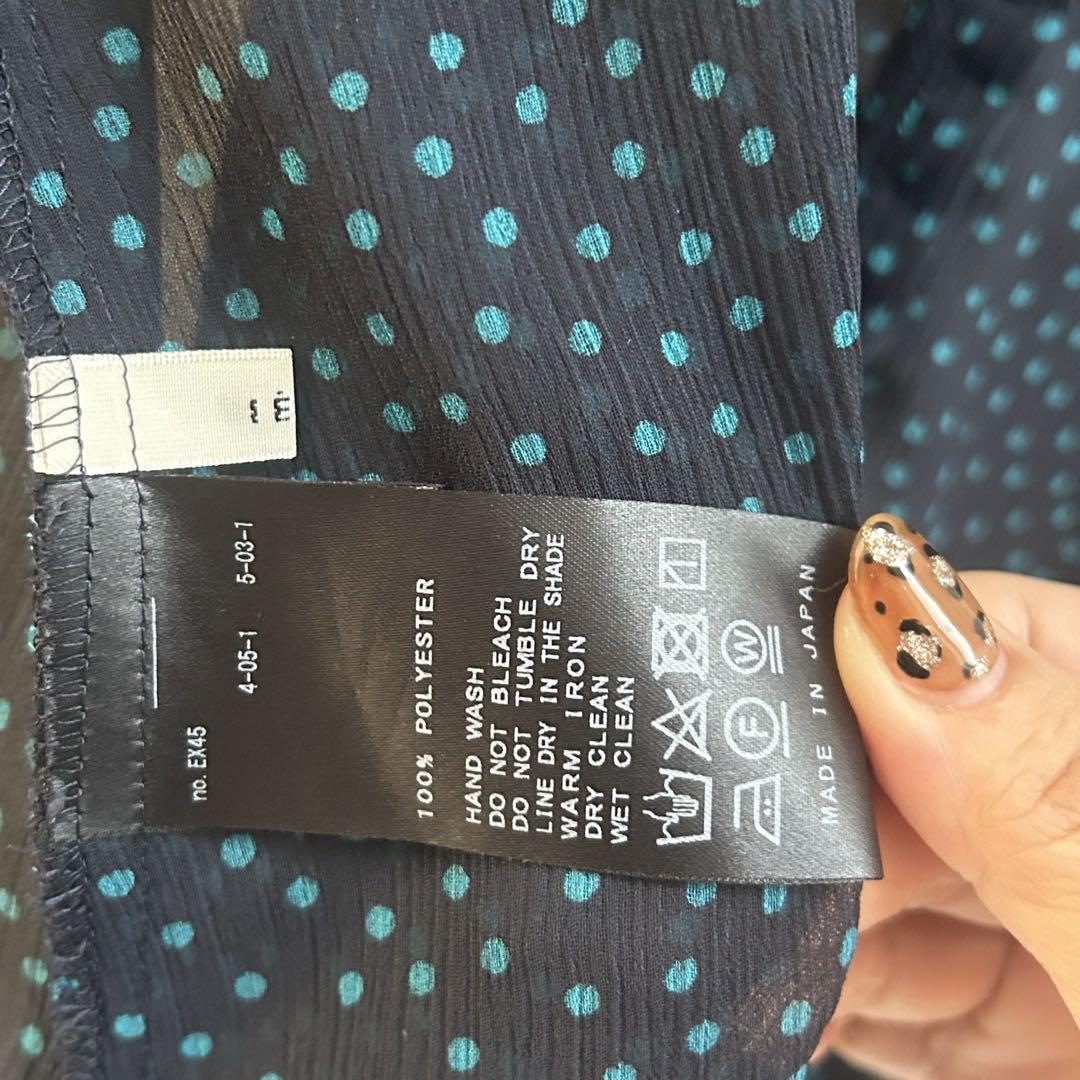 no. EX45
4-05-1 5-03-1
100% POLYESTER
HAND WASH
DO NOT BLEACH
DO NOT TUMBLE DRY
LINE DRY IN THE SHADE
WARM IRON
DRY CLEAN
WET CLEAN
F W
MADE IN JAPAN